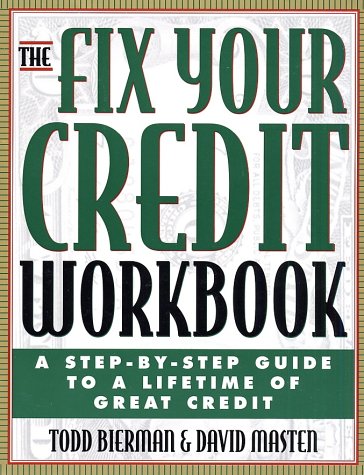 THE FIX YOUR
CREDIT
WORKBOOK
A STEP-BY-STEP GUIDE
TO A LIFETIME OF
GREAT CREDIT
TODD BIERMAN & DAVID MASTEN